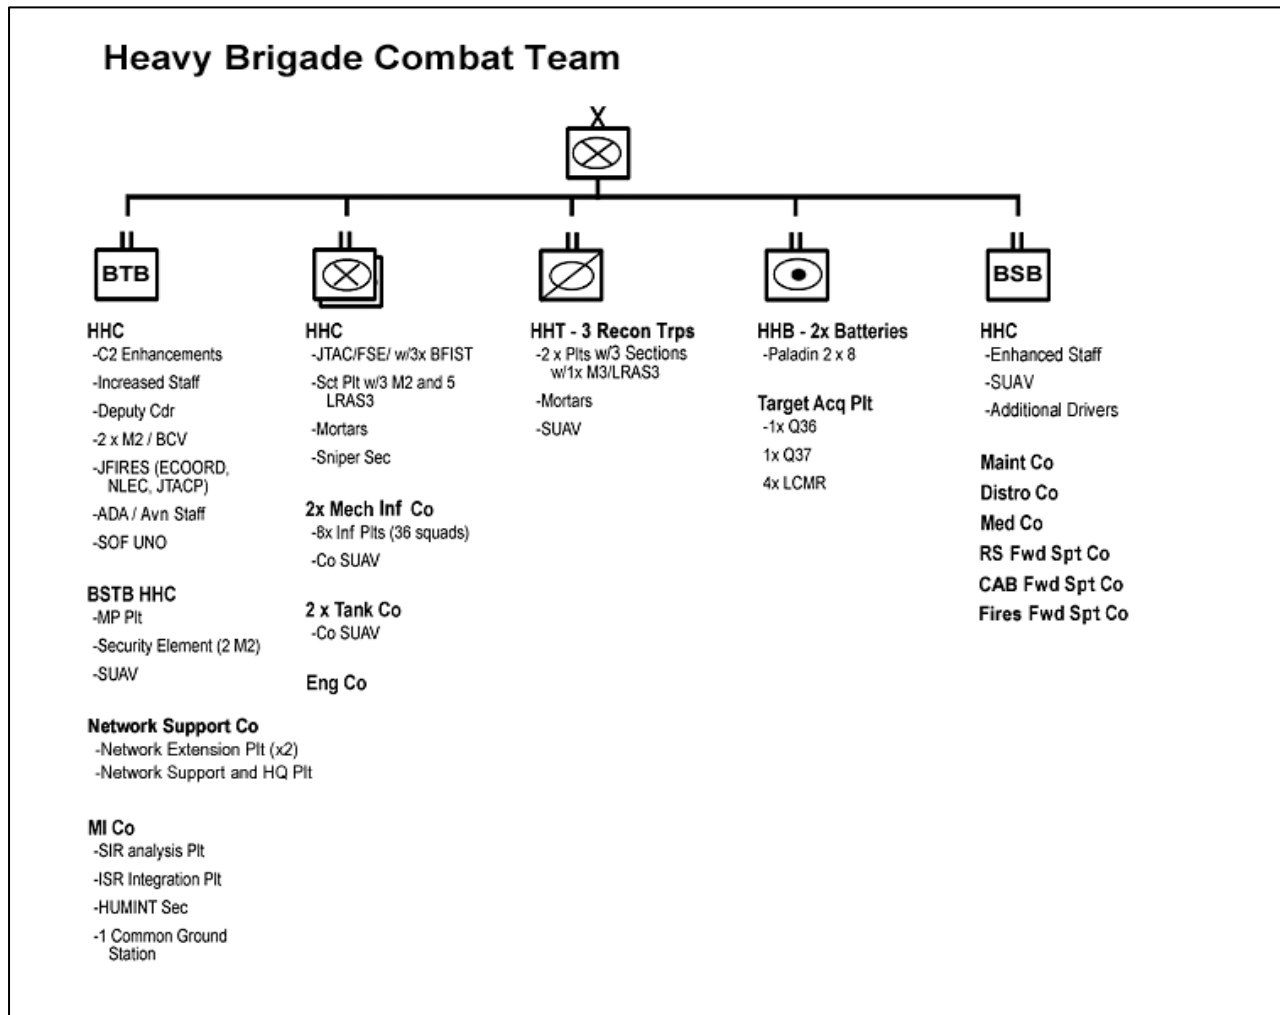 Heavy Brigade Combat Team
X
BTB
BSB
HHC
-C2 Enhancements
-Increased Staff
-Deputy Cdr
-2 x M2 / BCV
-JFIRES (ECOORD,
NLEC, JTACP)
-ADA / Avn Staff
-SOF UNO
BSTB HHC
-MP Plt
-Security Element (2 M2)
-SUAV
Network Support Co
-Network Extension Plt (x2)
-Network Support and HQ Plt
MI Co
-SIR analysis Plt
-ISR Integration Plt
-HUMINT Sec
-1 Common Ground
Station
HHC
-JTAC/FSE/ w/3x BFIST
-Sct Plt w/3 M2 and 5
LRAS3
-Mortars
-Sniper Sec
2x Mech Inf Co
-8x Inf Plts (36 squads)
-Co SUAV
2 x Tank Co
-Co SUAV
Eng Co
HHT - 3 Recon Trps
-2 x Plts w/3 Sections
w/1x M3/LRAS3
-Mortars
-SUAV
HHB - 2x Batteries
-Paladin 2 x 8
Target Acq Plt
-1x Q36
1x Q37
4x LCMR
HHC
-Enhanced Staff
-SUAV
-Additional Drivers
Maint Co
Distro Co
Med Co
RS Fwd Spt Co
CAB Fwd Spt Co
Fires Fwd Spt Co